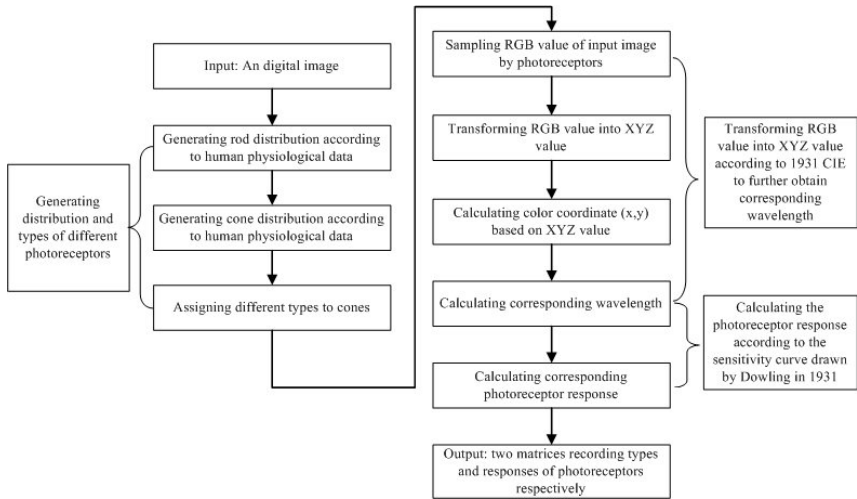 Input: An digital image
Generating rod distribution according
to human physiological data
Generating cone distribution according
to human physiological data
Assigning different types to cones
Generating
distribution and
types of different
photoreceptors
Sampling RGB value of input image
by photoreceptors
Transforming RGB value into XYZ
value
Calculating color coordinate (x,y)
based on XYZ value
Calculating corresponding wavelength
Calculating corresponding
photoreceptor response
Output: two matrices recording types
and responses of photoreceptors
respectively
Transforming RGB
value into XYZ value
according to 1931 CIE
to further obtain
corresponding
wavelength
Calculating the
photoreceptor response
according to the
sensitivity curve drawn
by Dowling in 1931